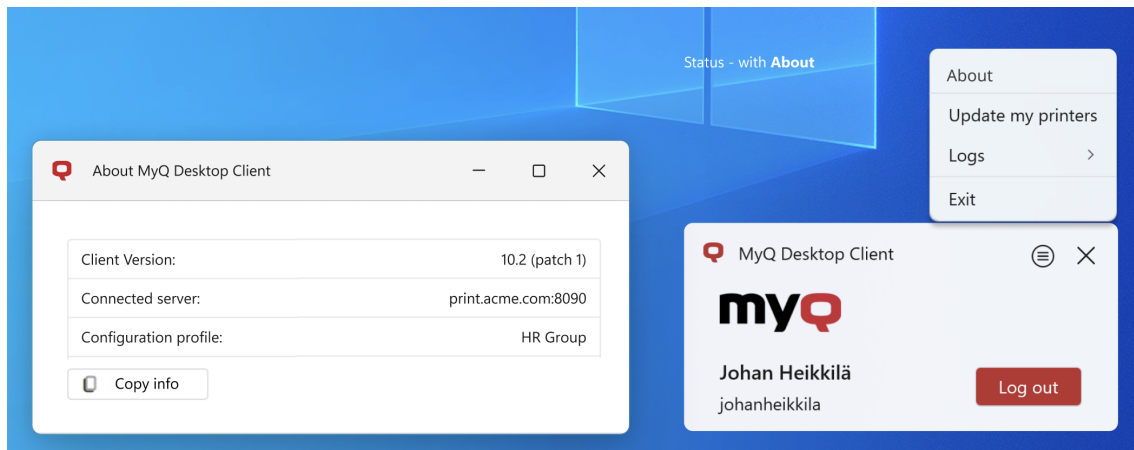 Status - with About
About
Update my printers
Logs
Exit
About MyQ Desktop Client
Client Version: 10.2 (patch 1)
Connected server: print.acme.com:8090
Configuration profile: HR Group
Copy info
MyQ Desktop Client
myQ
Johan Heikkilä
johanheikkila
Log out